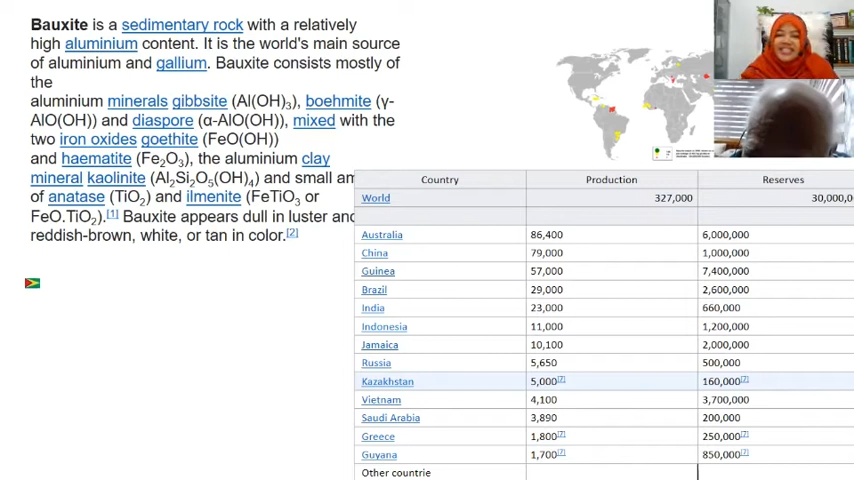 Bauxite is a sedimentary rock with a relatively
high aluminium content. It is the world's main source
of aluminium and gallium. Bauxite consists mostly of
the
aluminium minerals gibbsite (Al(OH)₃), boehmite (γ-
AlO(OH)) and diaspore (α-AlO(OH)), mixed with the
two iron oxides goethite (FeO(OH))
and haematite (Fe₂O₃), the aluminium clay
mineral kaolinite (Al₂Si₂O₅(OH)₄) and small am
of anatase (TiO₂) and ilmenite (FeTiO₃ or
FeO.TiO₂).[1] Bauxite appears dull in luster and
reddish-brown, white, or tan in color.[2]
Country Production Reserves
World 327,000 30,000,0
Australia 86,400 6,000,000
China 79,000 1,000,000
Guinea 57,000 7,400,000
Brazil 29,000 2,600,000
India 23,000 660,000
Indonesia 11,000 1,200,000
Jamaica 10,100 2,000,000
Russia 5,650 500,000
Kazakhstan 5,000[7] 160,000[7]
Vietnam 4,100 3,700,000
Saudi Arabia 3,890 200,000
Greece 1,800[7] 250,000[7]
Guyana 1,700[7] 850,000[7]
Other countrie